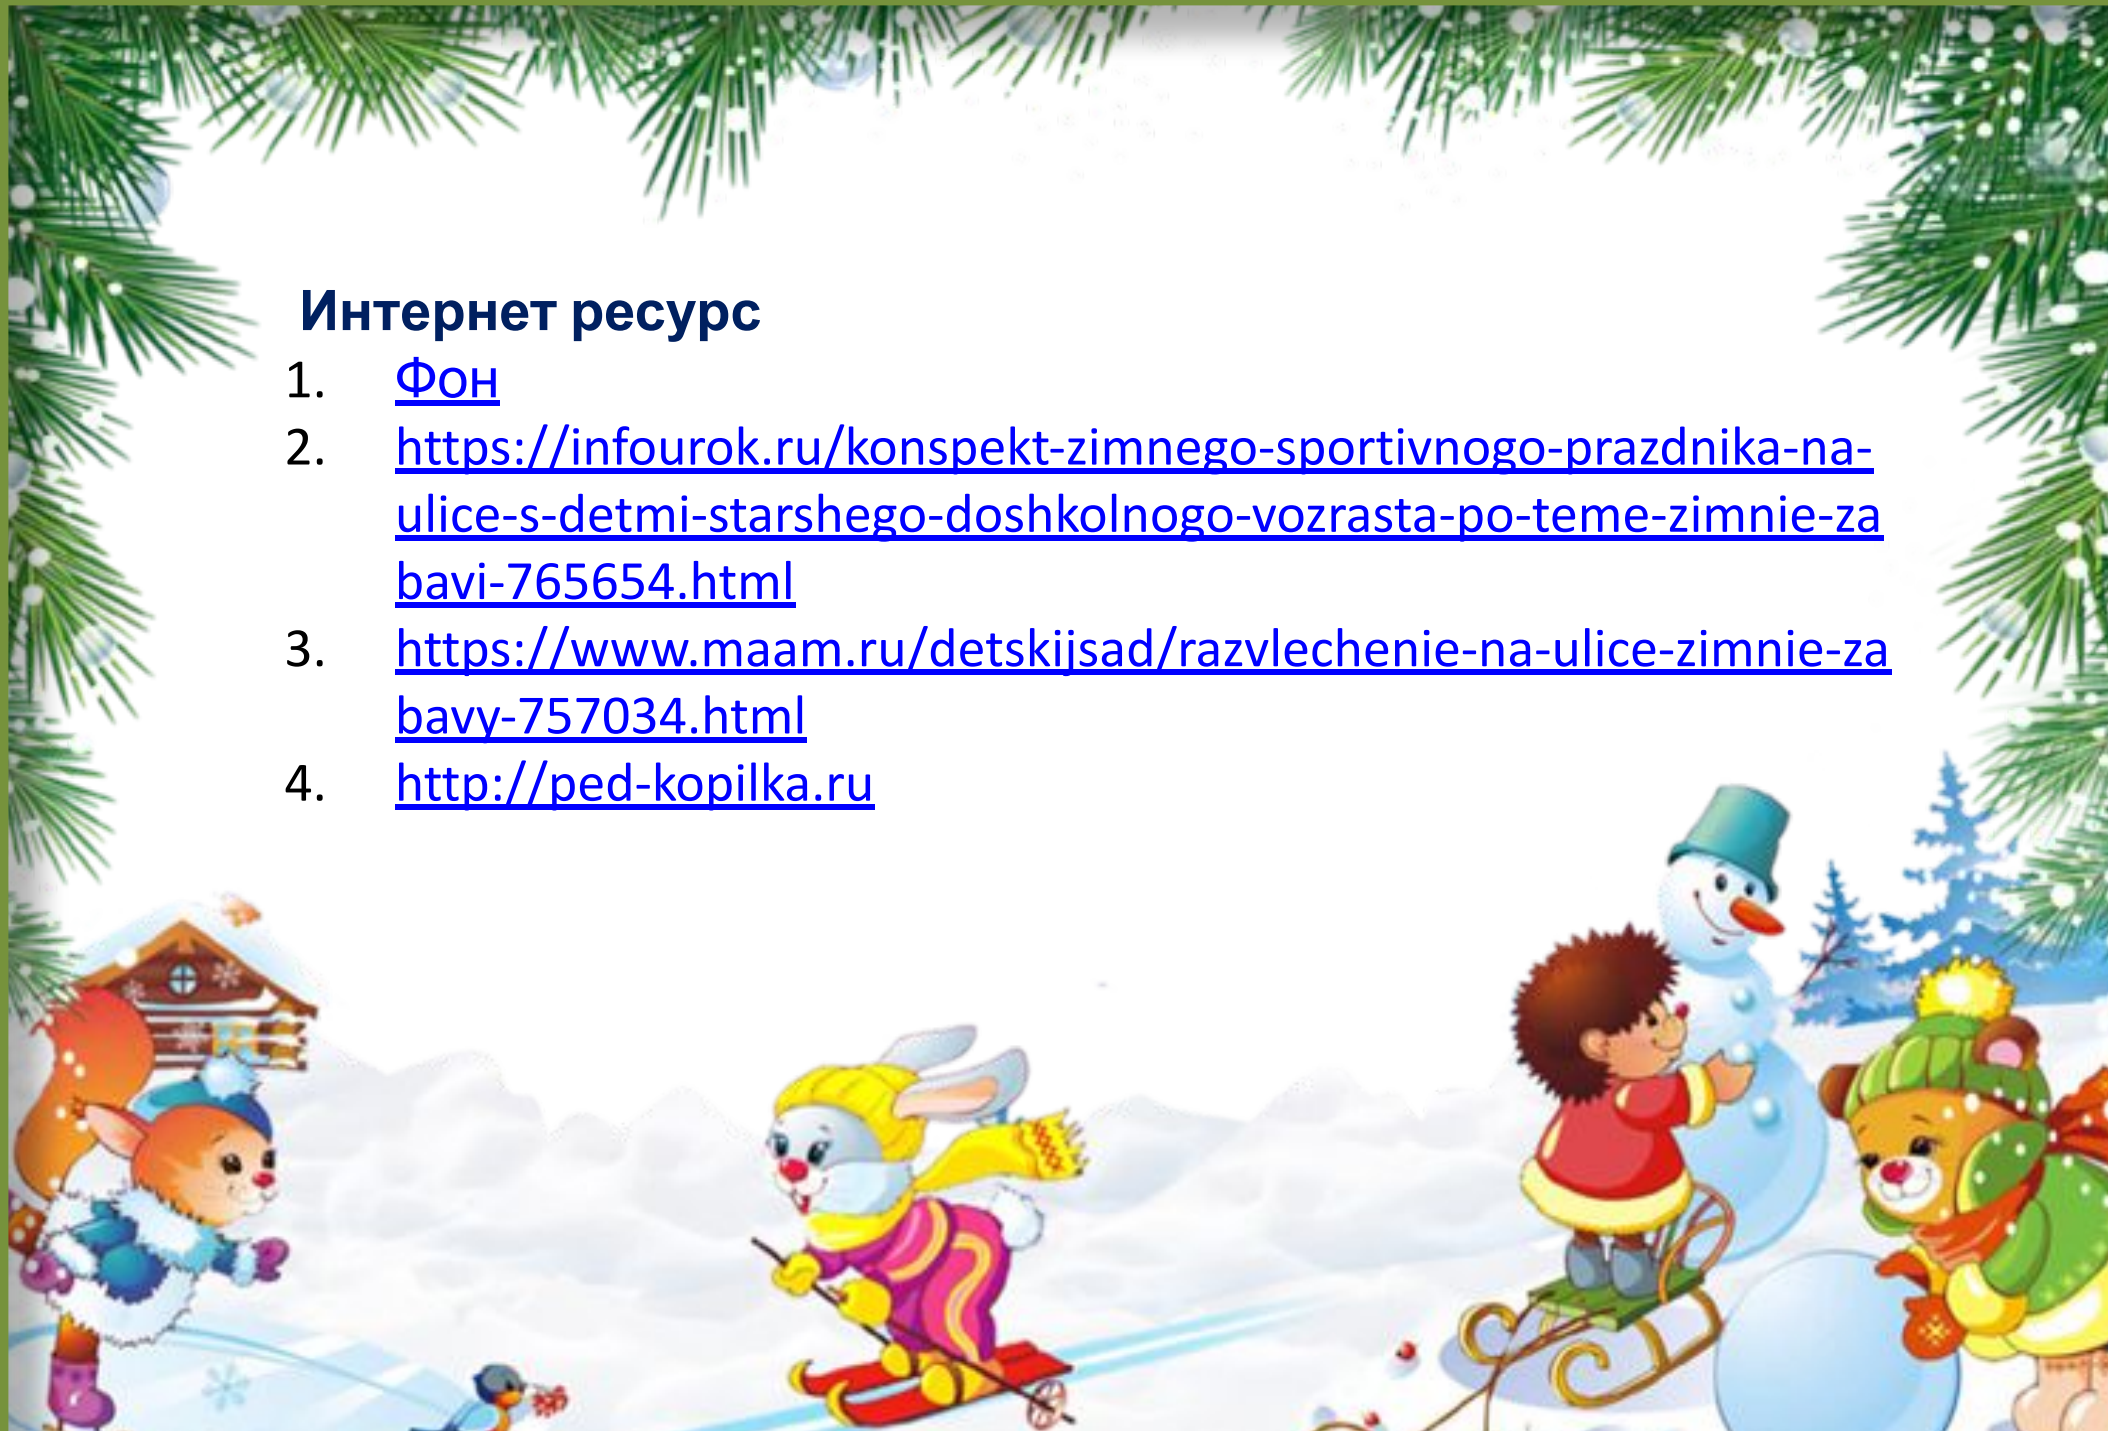 Интернет ресурс
1. Фон
2. https://infourok.ru/konspekt-zimnego-sportivnogo-prazdnika-na-
ulice-s-detmi-starshego-doshkolnogo-vozrasta-po-teme-zimnie-za
bavi-765654.html
3. https://www.maam.ru/detskijsad/razvlechenie-na-ulice-zimnie-za
bavy-757034.html
4. http://ped-kopilka.ru